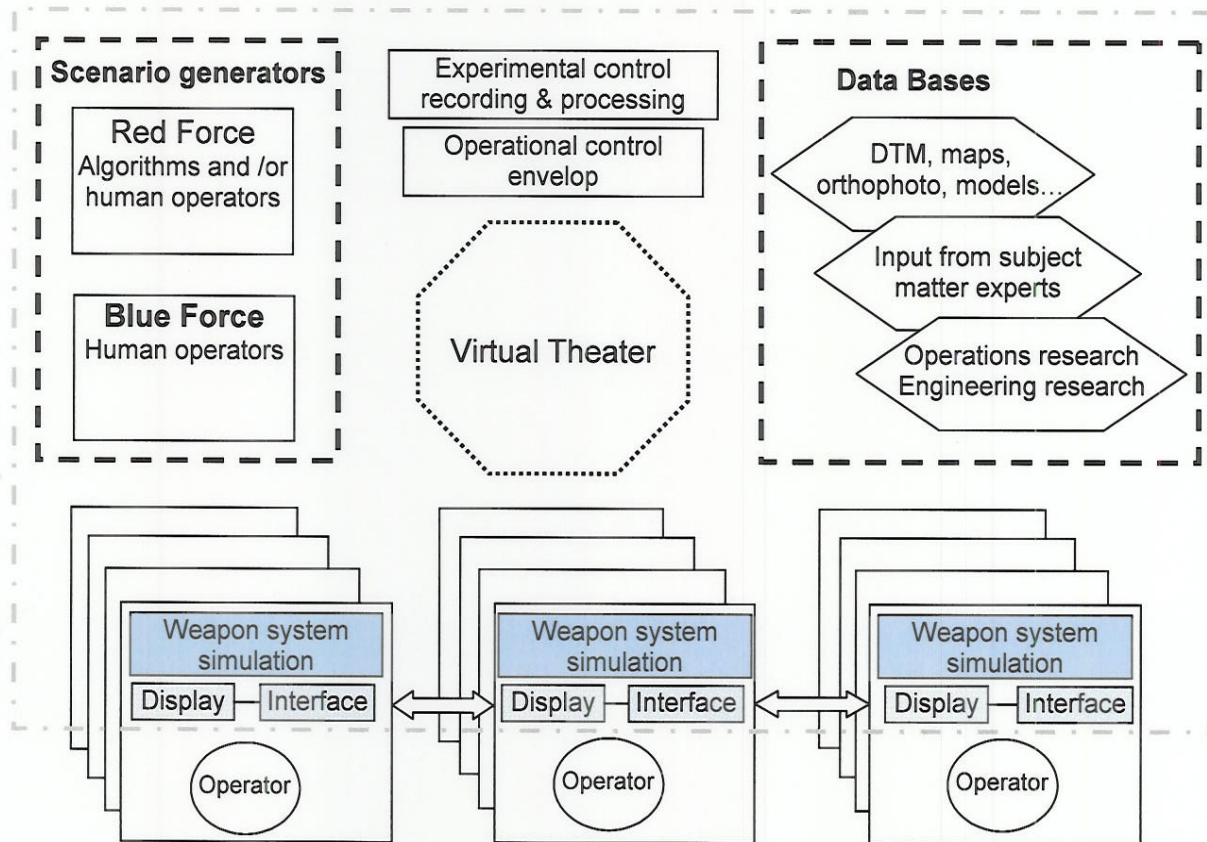 Scenario generators
Red Force
Algorithms and /or
human operators
Blue Force
Human operators
Experimental control
recording & processing
Operational control
envelop
Virtual Theater
Data Bases
DTM, maps,
orthophoto, models...
Input from subject
matter experts
Operations research
Engineering research
Weapon system
simulation
Display
Interface
Operator
Weapon system
simulation
Display
Interface
Operator
Weapon system
simulation
Display
Interface
Operator